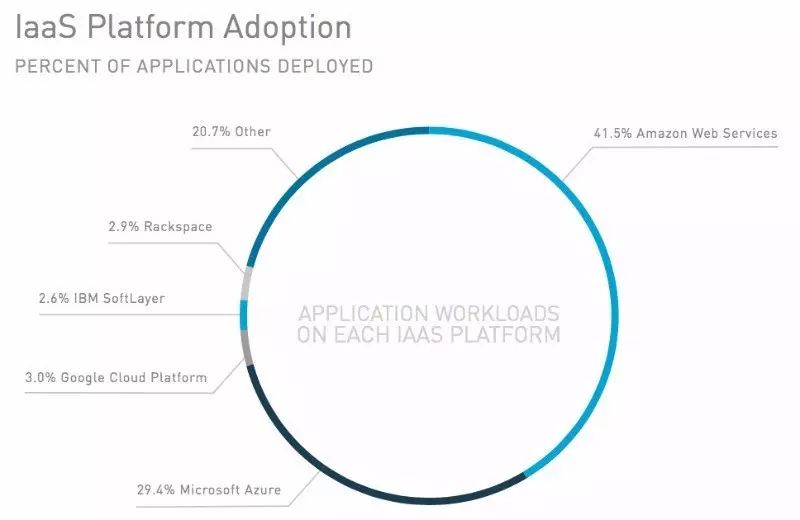 IaaS Platform Adoption
PERCENT OF APPLICATIONS DEPLOYED
20.7% Other
41.5% Amazon Web Services
2.9% Rackspace
2.6% IBM SoftLayer
APPLICATION WORKLOADS
ON EACH IAAS PLATFORM
3.0% Google Cloud Platform
29.4% Microsoft Azure